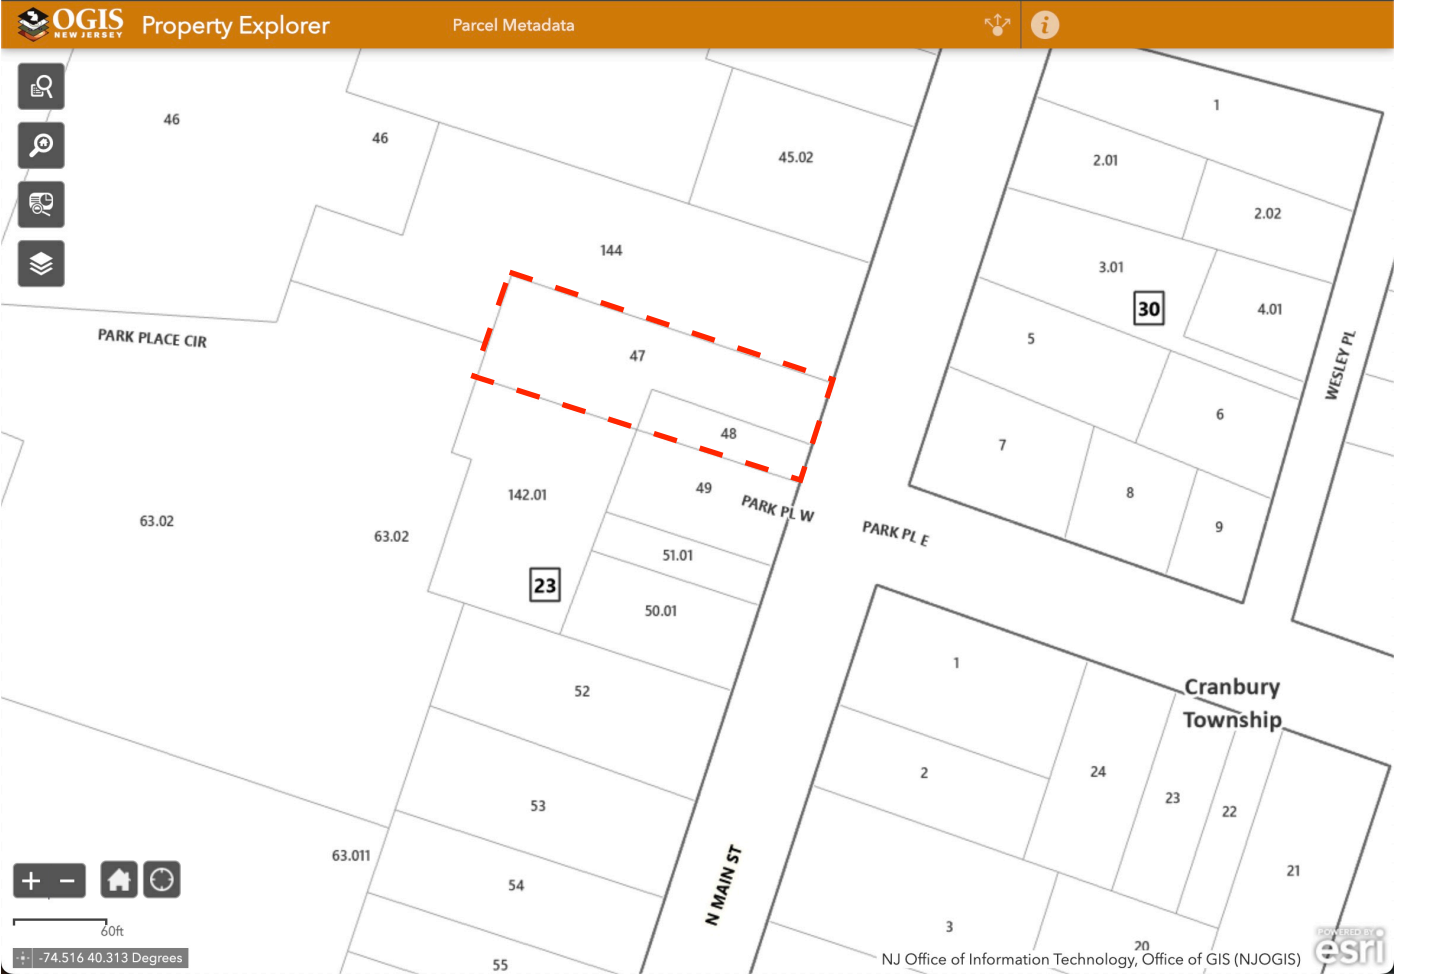 OGIS
NEW JERSEY
Property Explorer
Parcel Metadata
46
46
45.02
1
2.01
2.02
144
3.01
30
4.01
PARK PLACE CIR
47
5
WESLEY PL
48
6
7
49
142.01
8
PARK PL W
63.02
63.02
PARK PL E
9
51.01
23
50.01
1
52
Cranbury
Township
2
24
53
23
22
63.011
54
N MAIN ST
21
3
60ft
20
55
-74.516 40.313 Degrees
NJ Office of Information Technology, Office of GIS (NJOGIS)
POWERED BY
esri